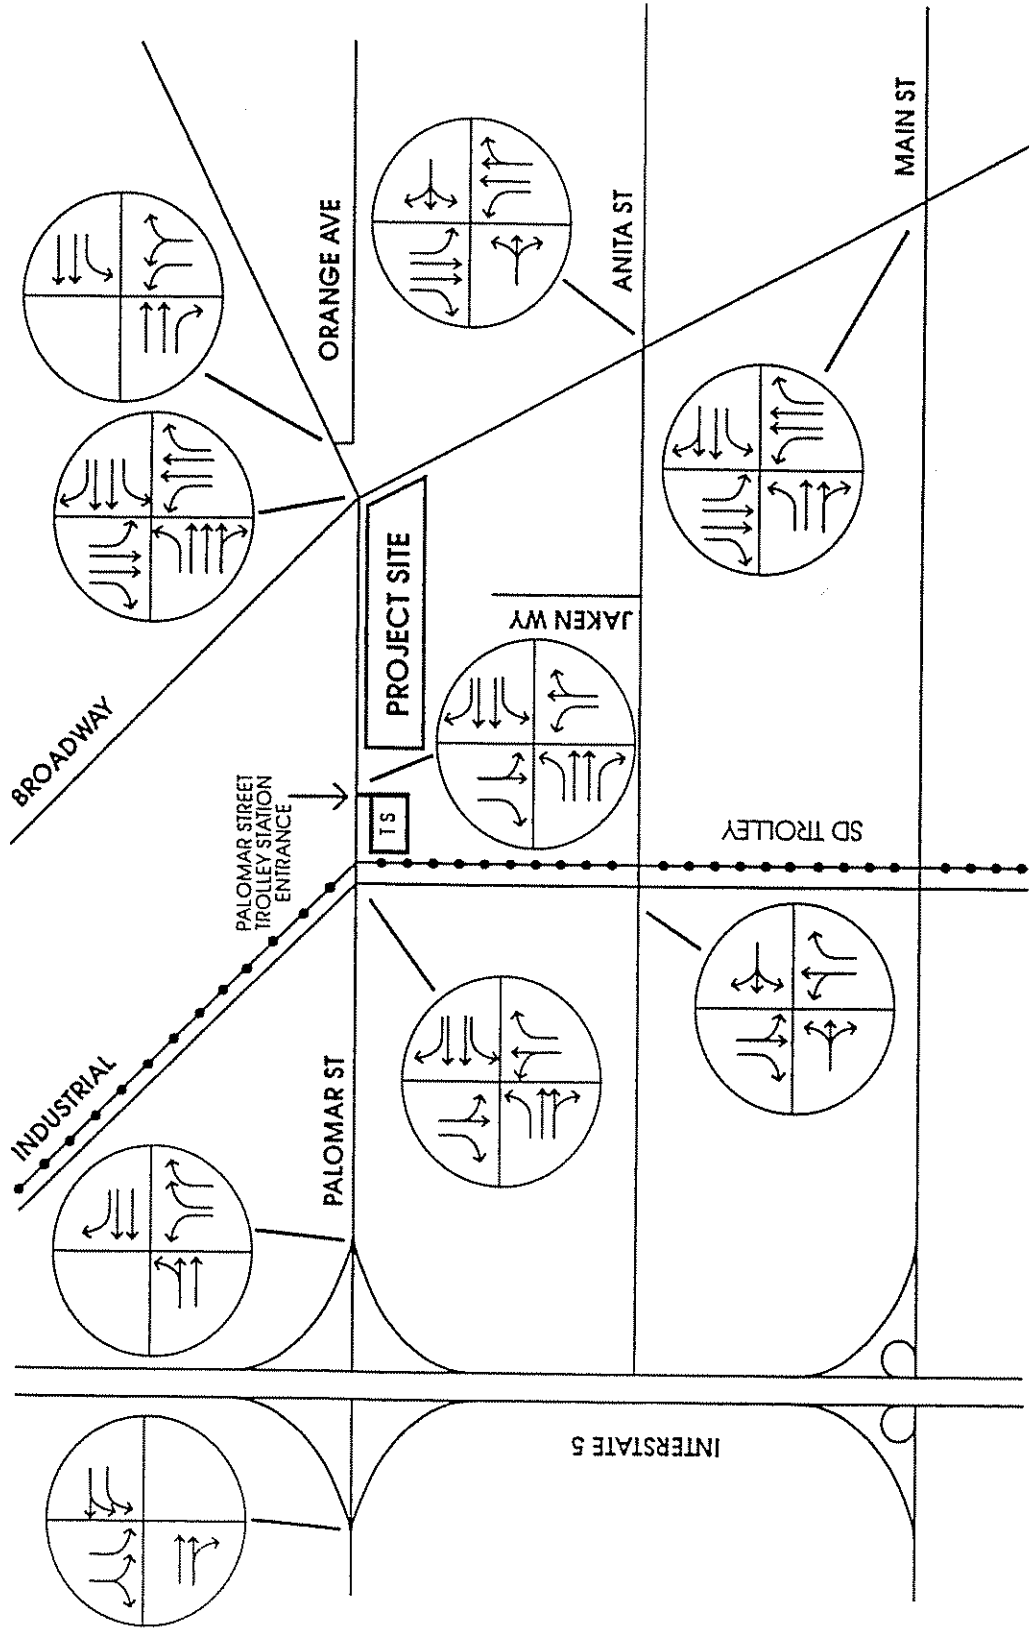 BROADWAY
ORANGE AVE
PALOMAR STREET
TROLLEY STATION
ENTRANCE
INDUSTRIAL
PALOMAR ST
PROJECT SITE
TS
JAKEN WY
ANITA ST
SD TROLLEY
MAIN ST
INTERSTATE 5